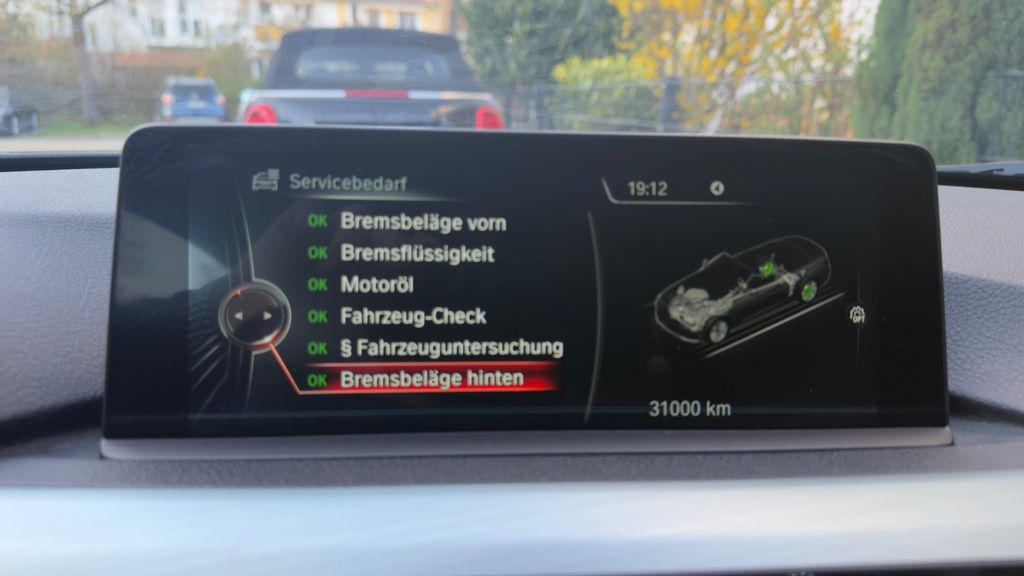 Servicebedarf
19:12
OK Bremsbeläge vorn
OK Bremsflüssigkeit
OK Motoröl
OK Fahrzeug-Check
OK § Fahrzeuguntersuchung
OK Bremsbeläge hinten
OFF
31000 km